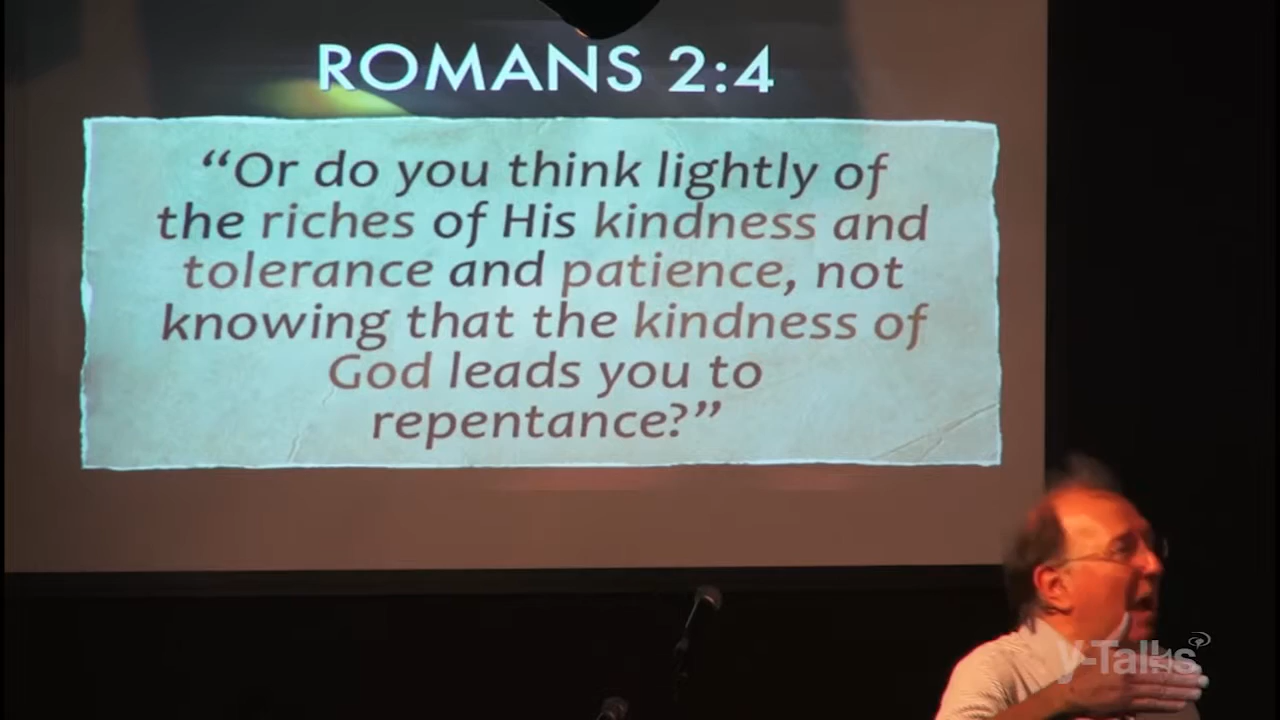 ROMANS 2:4
“Or do you think lightly of
the riches of His kindness and
tolerance and patience, not
knowing that the kindness of
God leads you to
repentance?”
y-Talks